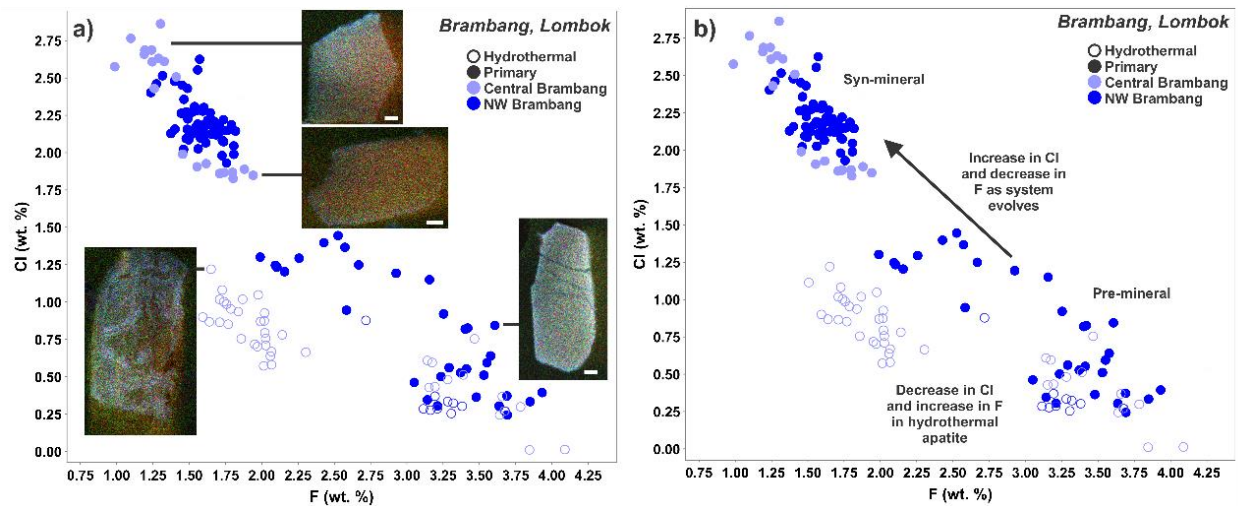 a)
Brambang, Lombok
Hydrothermal
Primary
Central Brambang
NW Brambang
Cl (wt. %)
2.75
2.50
2.25
2.00
1.75
1.50
1.25
1.00
0.75
0.50
0.25
0.00
0.75 1.00 1.25 1.50 1.75 2.00 2.25 2.50 2.75 3.00 3.25 3.50 3.75 4.00 4.25
F (wt. %)
b)
Brambang, Lombok
Hydrothermal
Primary
Central Brambang
NW Brambang
Syn-mineral
Increase in Cl
and decrease in
F as system
evolves
Pre-mineral
Decrease in Cl
and increase in F
in hydrothermal
apatite
Cl (wt. %)
2.75
2.50
2.25
2.00
1.75
1.50
1.25
1.00
0.75
0.50
0.25
0.00
0.75 1.00 1.25 1.50 1.75 2.00 2.25 2.50 2.75 3.00 3.25 3.50 3.75 4.00 4.25
F (wt. %)